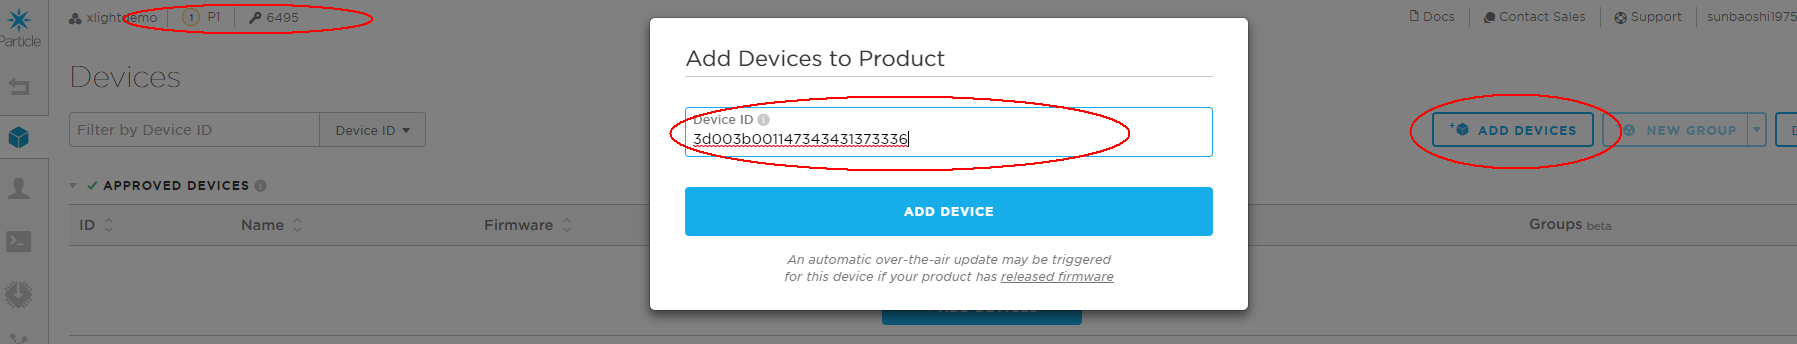 xlightdemo 1 P1 6495 Docs Contact Sales Support sunbaoshi1975
Particle
Devices
Filter by Device ID Device ID
ADD DEVICES NEW GROUP
APPROVED DEVICES
ID Name Firmware Groups beta
Add Devices to Product
Device ID
3d003b001147343431373336
ADD DEVICE
An automatic over-the-air update may be triggered
for this device if your product has released firmware